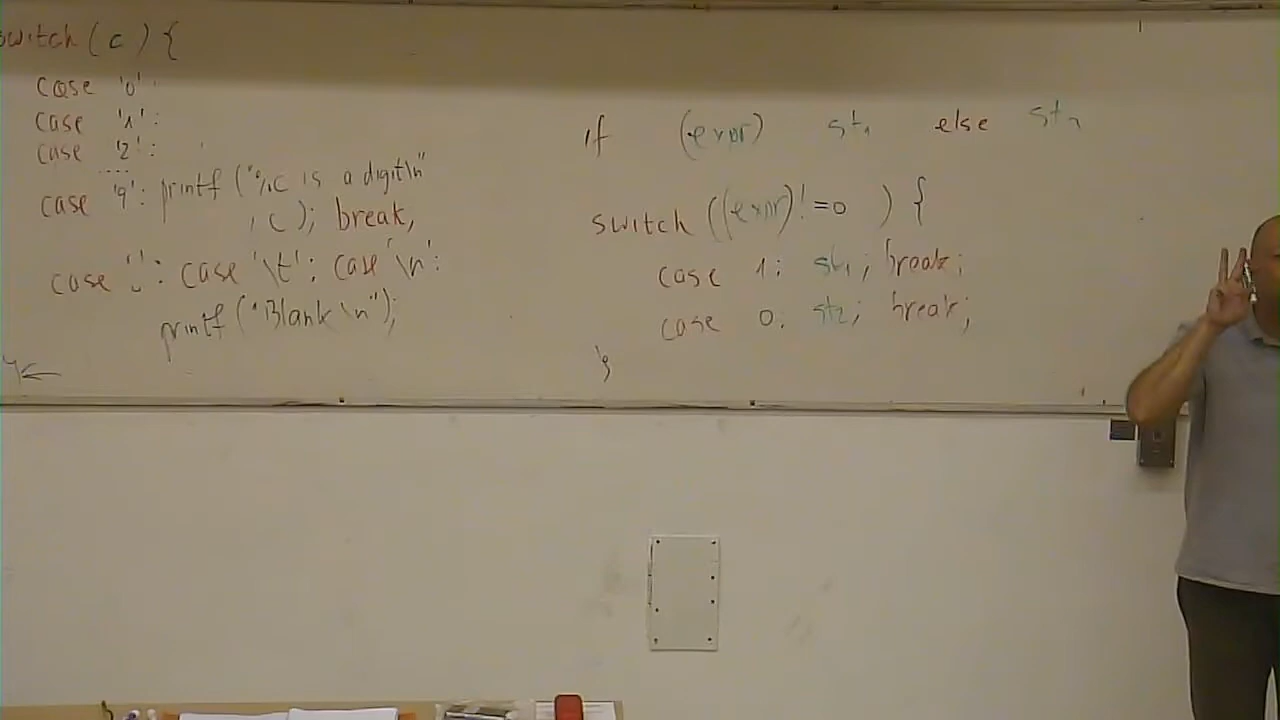 switch ( c ) {
case '0' :
case '1' :
case '2' :
....
case '9' : printf ("%c is a digit\n"
, c ); break,
case '␣' : case '\t' : case '\n' :
printf ("Blank\n");
} ←
if (expr) st1 else st2
switch ((expr) != 0 ) {
case 1: st1; break;
case 0. st2; break;
}